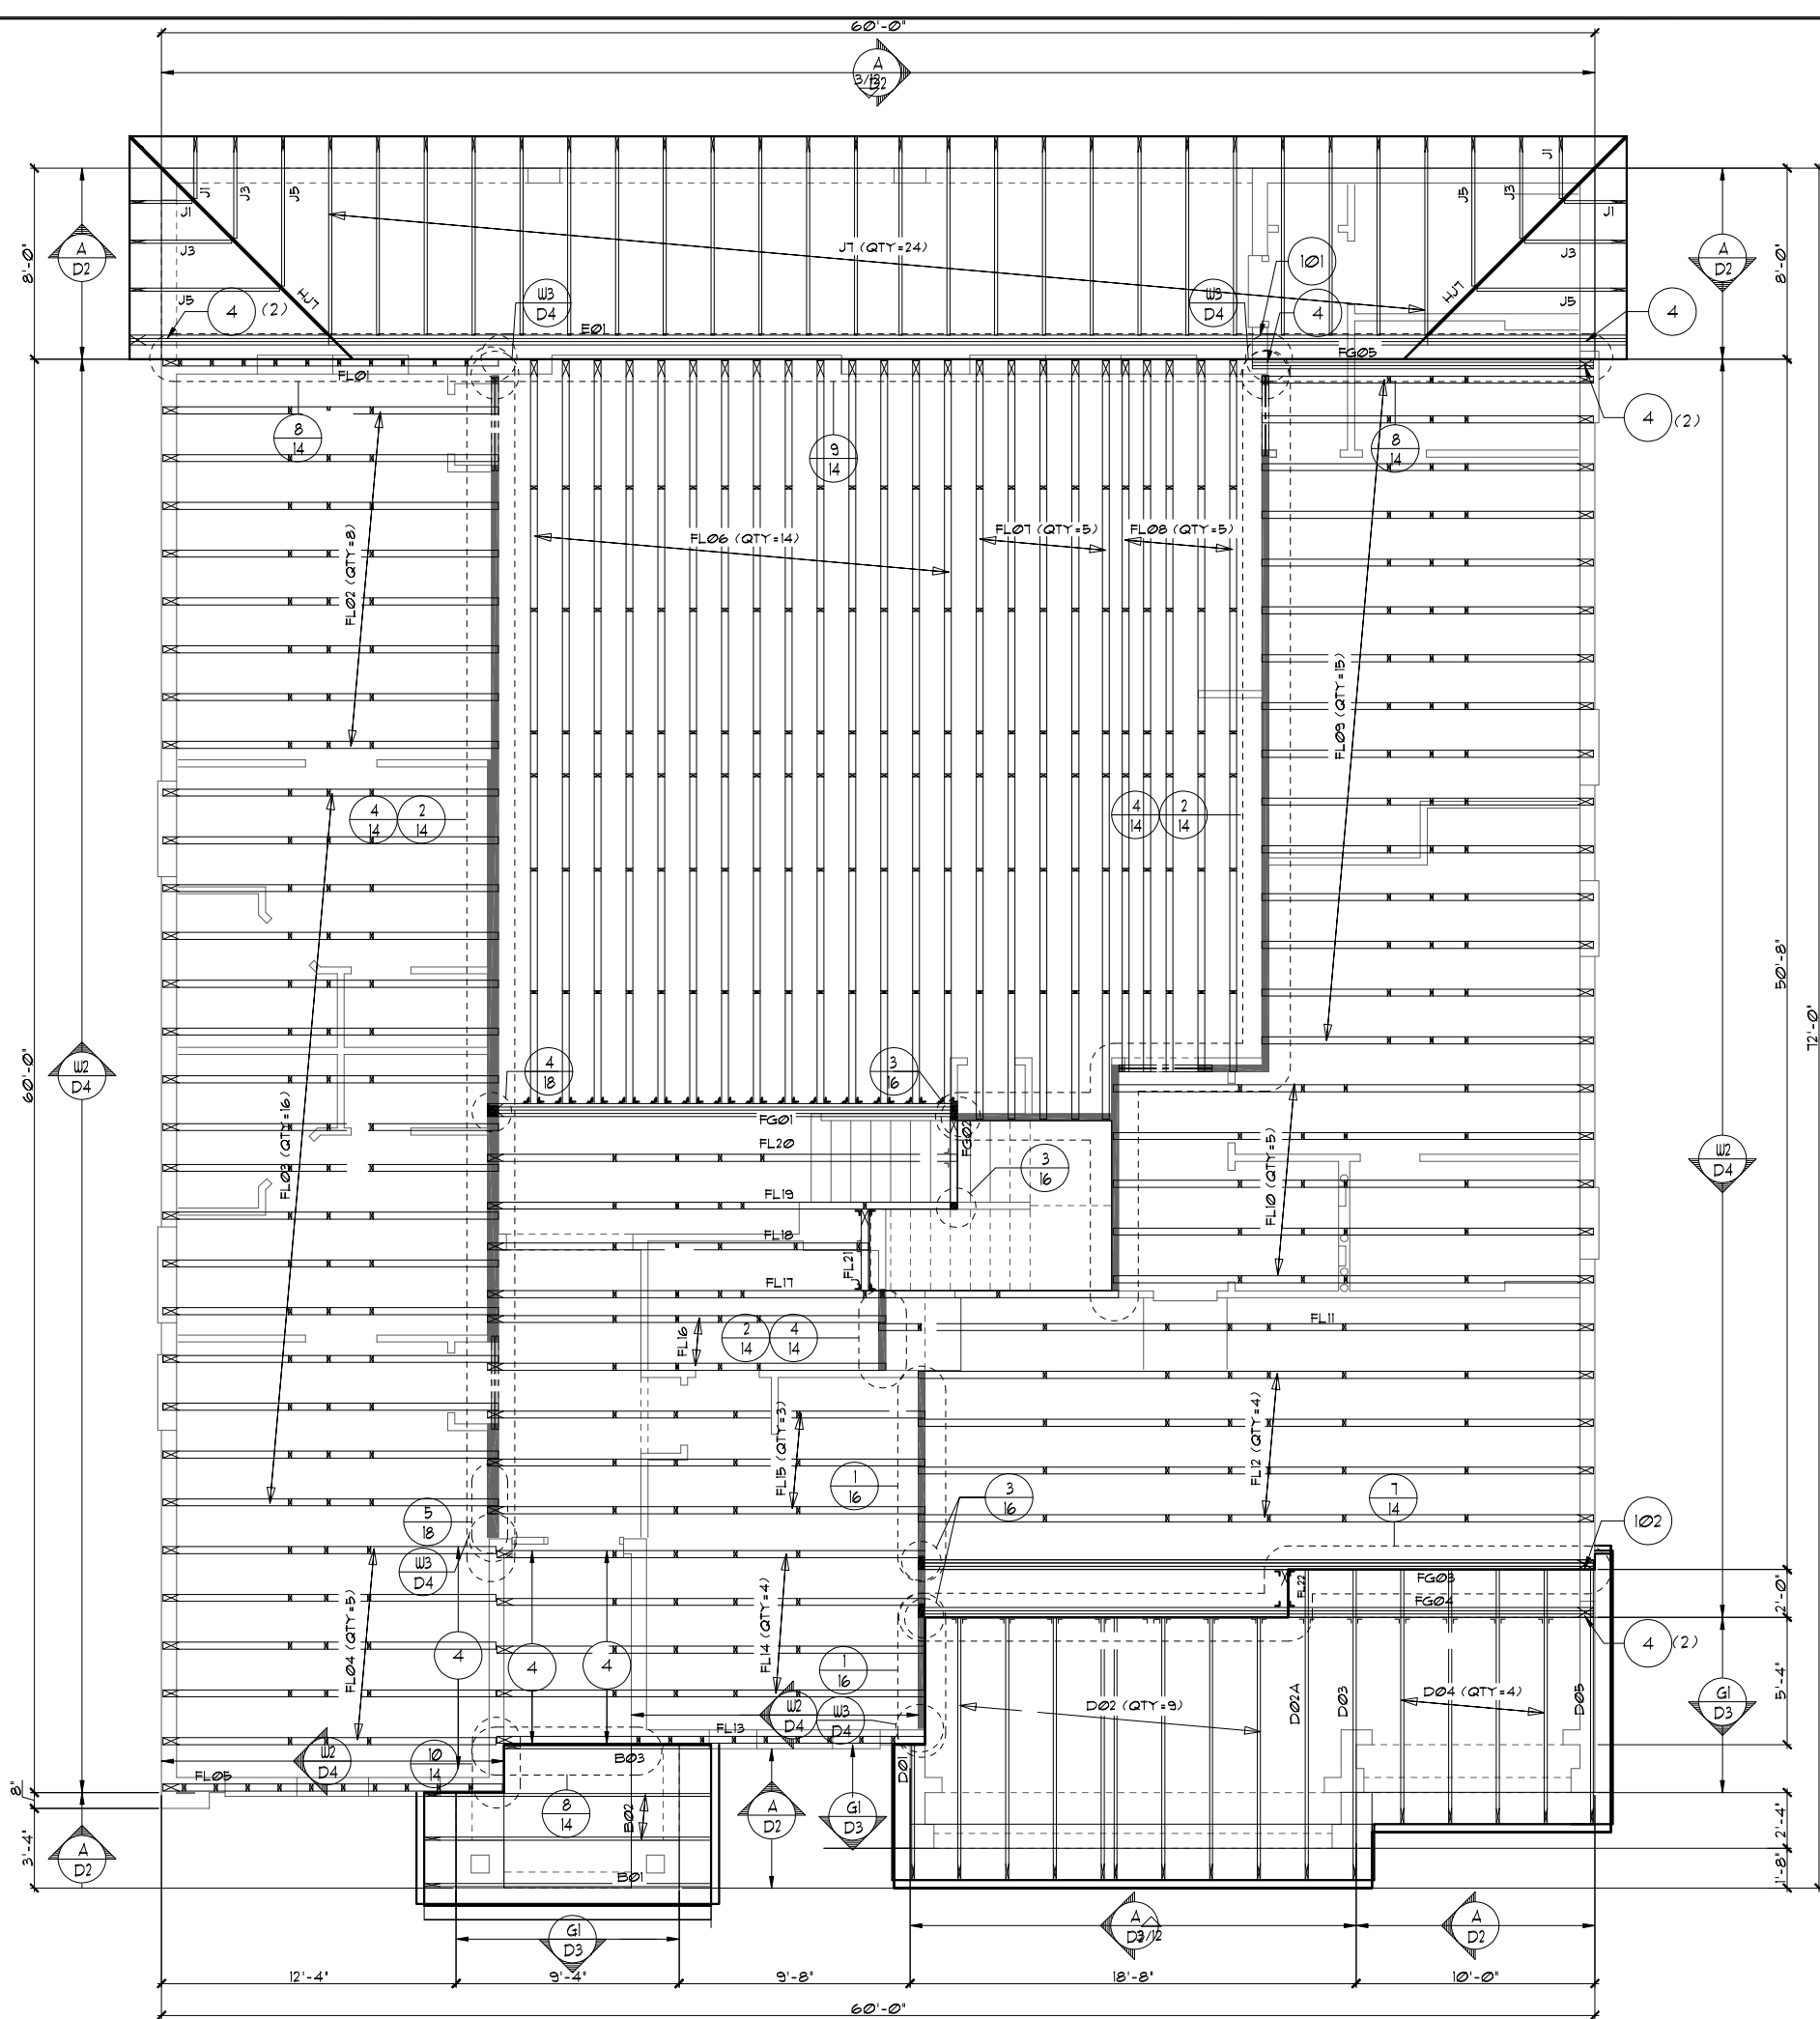 60'-0"
A
3/12
D2
J1
J3
J5
J1
J3
J5
HJ7
J7 (QTY=24)
J1
J3
J5
J1
J3
J5
HJ7
8'-0"
A
D2
A
D2
8'-0"
4 (2)
W3
D4
W3
D4
101
4
4
E01
FL01
FG05
4 (2)
8
14
9
14
8
14
FL02 (QTY=8)
FL06 (QTY=14)
FL07 (QTY=5)
FL08 (QTY=5)
FL09 (QTY=15)
4
14
2
14
4
14
2
14
60'-0"
W2
D4
50'-8"
72'-0"
W2
D4
4
18
3
16
FG01
FG02
FL20
3
16
FL19
FL18
FL21
FL17
FL03 (QTY=16)
FL10 (QTY=5)
FL16
2
14
4
14
FL11
FL15 (QTY=3)
FL12 (QTY=4)
1
16
3
16
7
14
102
5
18
W3
D4
FL04 (QTY=5)
4
4
4
FL14 (QTY=4)
1
16
FL22
FG03
FG04
2'-0"
4 (2)
W2
D4
W3
D4
D02 (QTY=9)
D02A
D03
D04 (QTY=4)
D05
G1
D3
5'-4"
FL13
W2
D4
10
14
B03
D01
FL05
8"
3'-4"
A
D2
8
14
B02
A
D2
G1
D3
B01
2'-4"
1'-8"
G1
D3
A
D2
3/12
A
D2
12'-4"
9'-4"
9'-8"
18'-8"
10'-0"
60'-0"